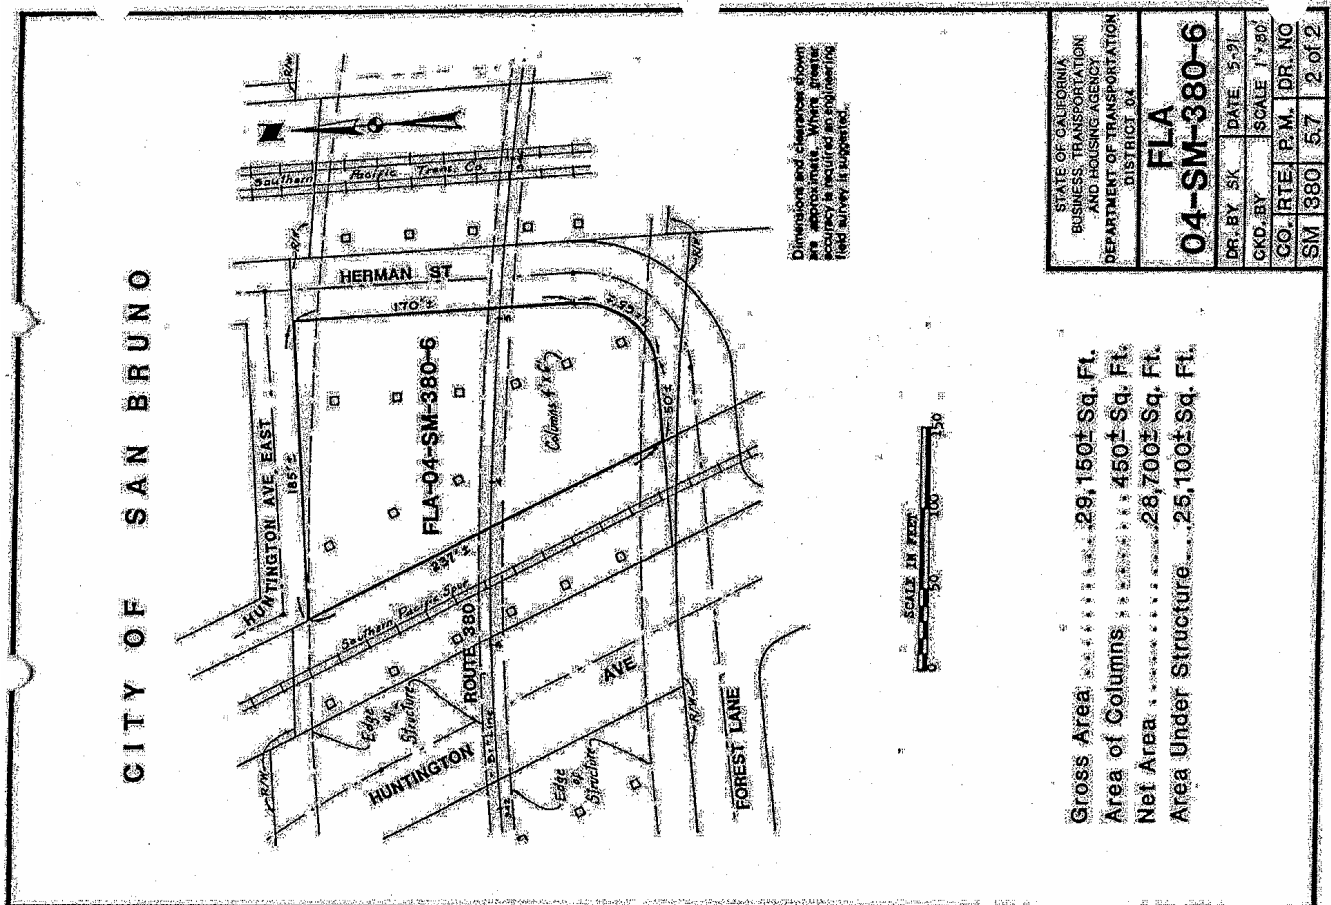 CITY OF SAN BRUNO
R/W
Southern Pacific Trans. Co.
R/W
HERMAN ST
170'±
R/W
HUNTINGTON AVE. EAST
185'±
FLA-04-SM-380-6
Columns 4'x6'
50'±
237'±
Southern Pacific Spur
ROUTE 380
Edge
of
Structure
HUNTINGTON
AVE
R/W
R/W
Edge
of
Structure
FOREST LANE
Dimensions and clearances shown
are approximate. Where greater
accuracy is required an engineering
field survey is suggested.
SCALE IN FEET
0 50 100 150
Gross Area 29,150± Sq. Ft.
Area of Columns 450± Sq. Ft.
Net Area 28,700± Sq. Ft.
Area Under Structure 25,100± Sq. Ft.
STATE OF CALIFORNIA
BUSINESS, TRANSPORTATION
AND HOUSING AGENCY
DEPARTMENT OF TRANSPORTATION
DISTRICT 04
FLA
04-SM-380-6
DR. BY SK DATE 5-91
CKD. BY SCALE 1"=80'
CO. RTE. P.M. DR. NO
SM 380 5.7 2 of 2